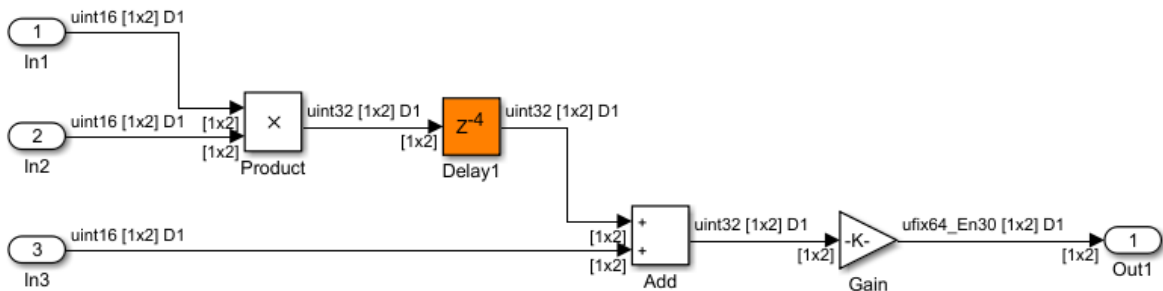 uint16 [1x2] D1
1
In1
uint16 [1x2] D1
2
In2
[1x2]
[1x2]
×
Product
uint32 [1x2] D1
[1x2]
Z-4
Delay1
uint32 [1x2] D1
uint16 [1x2] D1
3
In3
[1x2]
[1x2]
+
+
Add
uint32 [1x2] D1
[1x2]
-K-
Gain
ufix64_En30 [1x2] D1
[1x2]
1
Out1